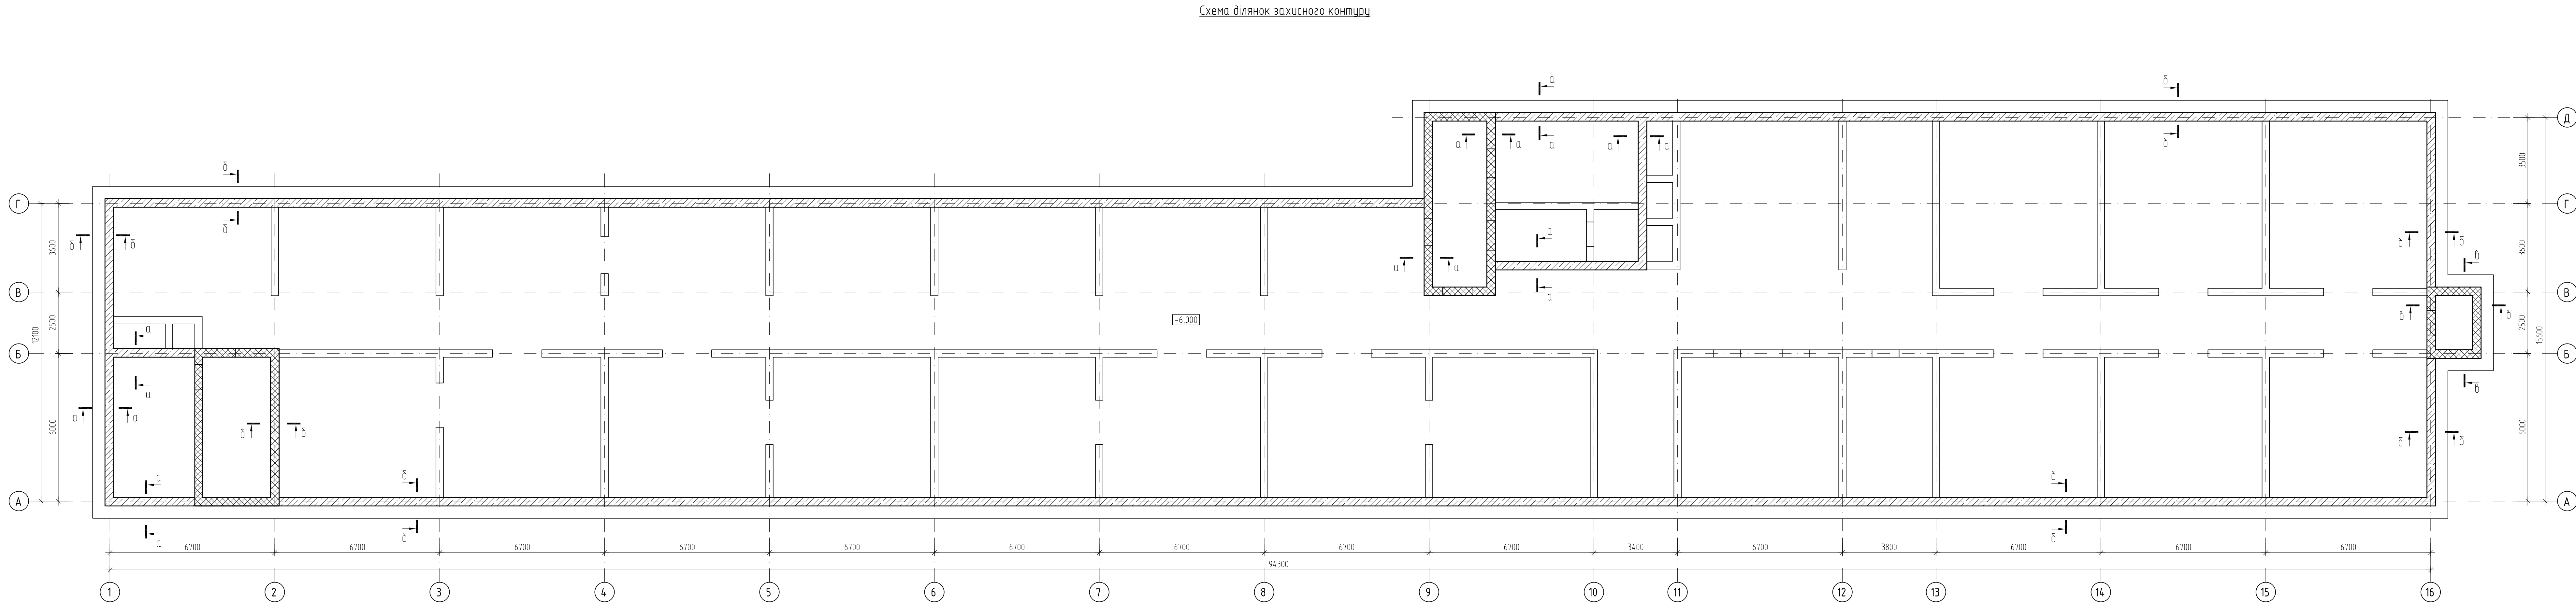 Схема ділянок захисного контуру
а
δ
Д
δ
а а а а а а
δ
3500
Г
δ
Г
δ δ
3600
а
δ δ
3600
а а
в
В
а
В
-6,000
12100
2500
а
в в
2500
15600
Б
Б
а
в
а а
6000
δ δ
δ δ
6000
а
δ
δ
А
А
а
δ
δ
6700 6700 6700 6700 6700 6700 6700 6700 6700 3400 6700 3800 6700 6700 6700
94300
1 2 3 4 5 6 7 8 9 10 11 12 13 14 15 16